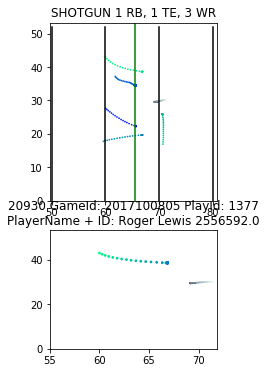 SHOTGUN 1 RB, 1 TE, 3 WR
50
40
30
20
10
0
50 60 70 80
20930 GameId: 2017100805 PlayId: 1377
PlayerName + ID: Roger Lewis 2556592.0
40
20
0
55 60 65 70